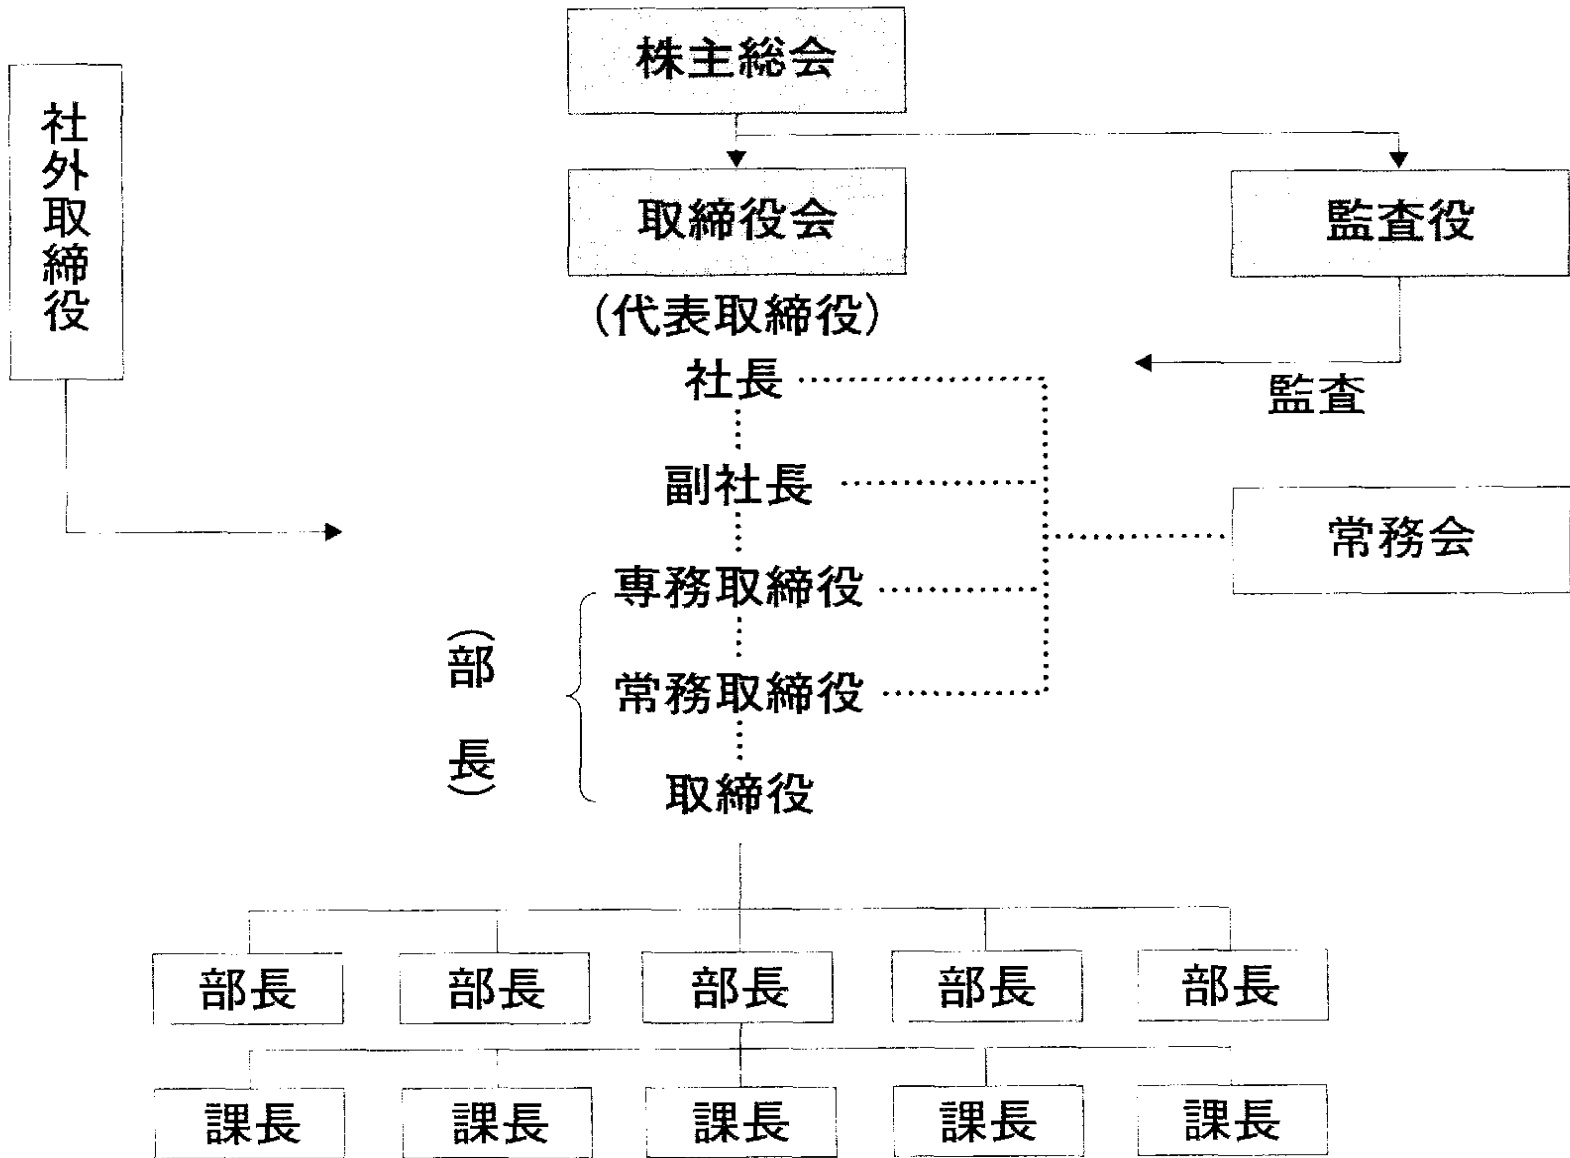 株主総会
社外取締役
取締役会
監査役
(代表取締役)
社長
監査
副社長
常務会
専務取締役
(部長)
常務取締役
取締役
部長
部長
部長
部長
部長
課長
課長
課長
課長
課長